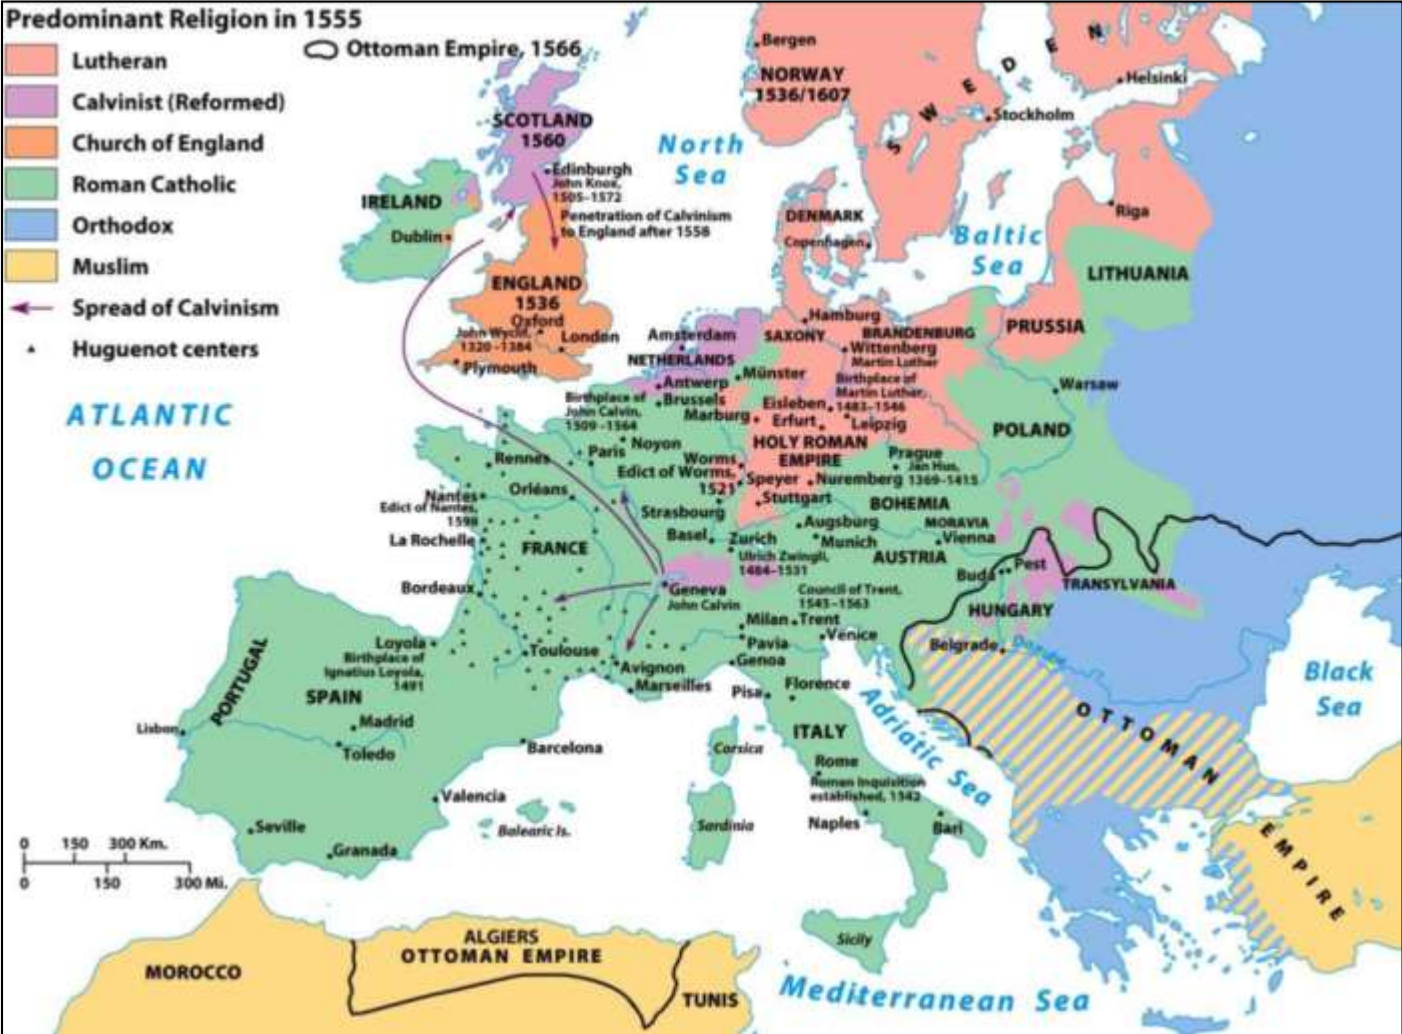 Predominant Religion in 1555
Ottoman Empire, 1566
Lutheran
Calvinist (Reformed)
Church of England
Roman Catholic
Orthodox
Muslim
Spread of Calvinism
Huguenot centers
ATLANTIC
OCEAN
Bergen
NORWAY
1536/1607
SWEDEN
Helsinki
Stockholm
SCOTLAND
1560
North
Sea
Edinburgh
John Knox,
1505–1572
Penetration of Calvinism
to England after 1558
IRELAND
Dublin
DENMARK
Copenhagen
Riga
Baltic
Sea
LITHUANIA
ENGLAND
1536
Oxford
John Wyclif,
1320–1384
London
Plymouth
Amsterdam
NETHERLANDS
Hamburg
SAXONY
BRANDENBURG
PRUSSIA
Wittenberg
Martin Luther
Münster
Antwerp
Brussels
Birthplace of
Martin Luther,
1483–1546
Warsaw
Birthplace of
John Calvin,
1509–1564
Marburg
Eisleben
Erfurt
Leipzig
POLAND
Noyon
Paris
HOLY ROMAN
EMPIRE
Prague
Jan Hus,
1369–1415
Rennes
Worms
Edict of Worms,
1521
Speyer
Nuremberg
Orléans
Stuttgart
BOHEMIA
Nantes
Edict of Nantes,
1598
Strasbourg
Augsburg
MORAVIA
La Rochelle
FRANCE
Basel
Zurich
Ulrich Zwingli,
1484–1531
Munich
Vienna
AUSTRIA
Buda
Pest
TRANSYLVANIA
Bordeaux
Geneva
John Calvin
Council of Trent,
1545–1563
HUNGARY
Milan
Trent
Loyola
Birthplace of
Ignatius Loyola,
1491
Toulouse
Pavia
Venice
Belgrade
Avignon
Genoa
Black
Sea
PORTUGAL
SPAIN
Marseilles
Pisa
Florence
Adriatic Sea
OTTOMAN
EMPIRE
Lisbon
Madrid
Toledo
Barcelona
Corsica
ITALY
Rome
Roman Inquisition
established, 1542
Valencia
Balearic Is.
Sardinia
Naples
Bari
Seville
Granada
0 150 300 Km.
0 150 300 Mi.
Sicily
MOROCCO
ALGIERS
OTTOMAN EMPIRE
TUNIS
Mediterranean Sea